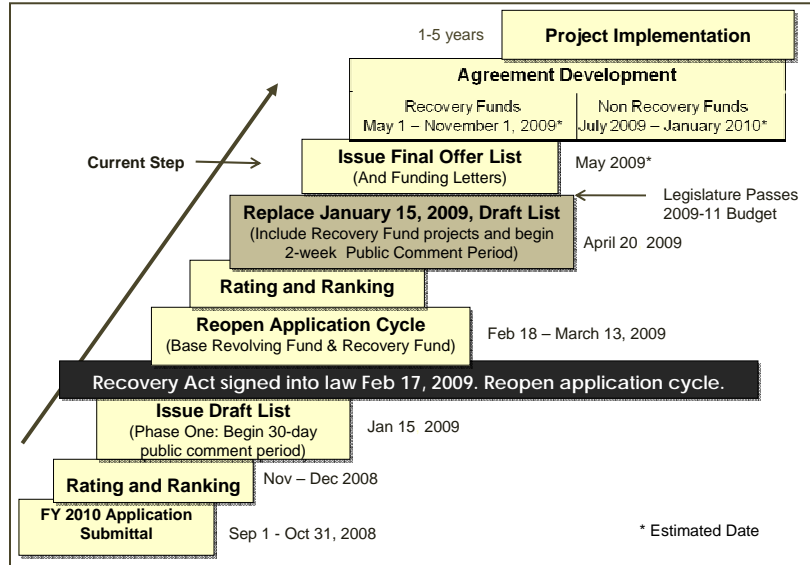 1-5 years
Project Implementation
Agreement Development
Recovery Funds
May 1 – November 1, 2009*
Non Recovery Funds
July 2009 – January 2010*
Current Step
Issue Final Offer List
(And Funding Letters)
May 2009*
Legislature Passes
2009-11 Budget
Replace January 15, 2009, Draft List
(Include Recovery Fund projects and begin
2-week Public Comment Period)
April 20 2009
Rating and Ranking
Reopen Application Cycle
(Base Revolving Fund & Recovery Fund)
Feb 18 – March 13, 2009
Recovery Act signed into law Feb 17, 2009. Reopen application cycle.
Issue Draft List
(Phase One: Begin 30-day
public comment period)
Jan 15 2009
Rating and Ranking
Nov – Dec 2008
FY 2010 Application
Submittal
Sep 1 - Oct 31, 2008
* Estimated Date